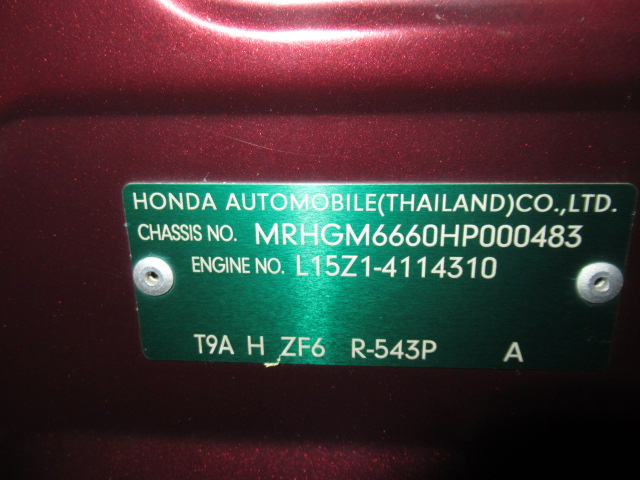 HONDA AUTOMOBILE(THAILAND)CO.,LTD.
CHASSIS NO. MRHGM6660HP000483
ENGINE NO. L15Z1-4114310
T9A H ZF6 R-543P A